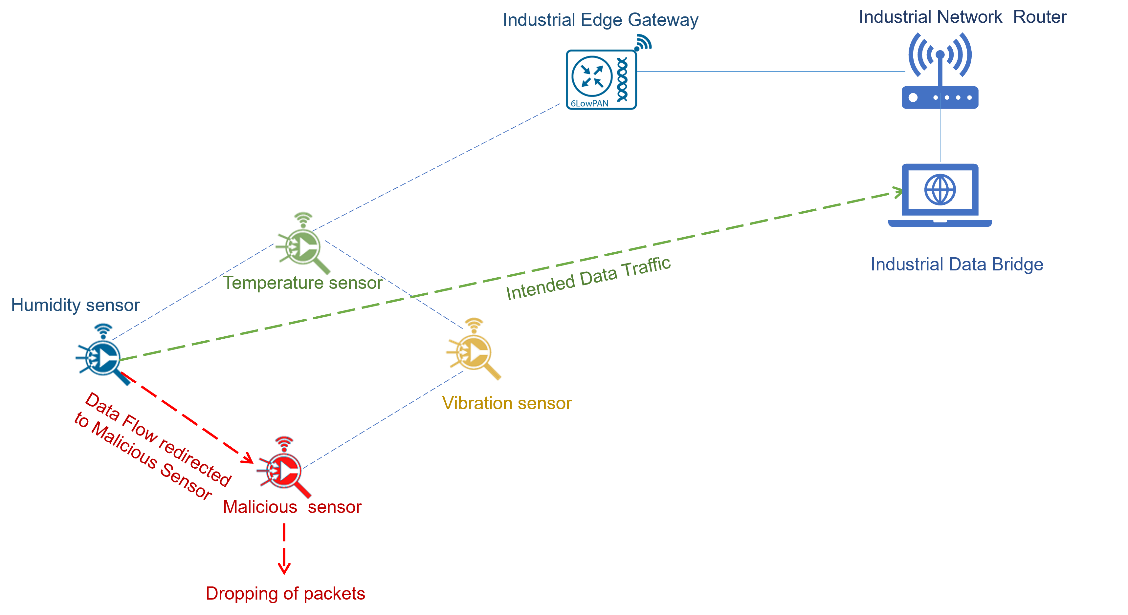 Industrial Edge Gateway
Industrial Network Router
6LowPAN
Industrial Data Bridge
Intended Data Traffic
Temperature sensor
Humidity sensor
Vibration sensor
Data Flow redirected
to Malicious Sensor
Malicious sensor
Dropping of packets